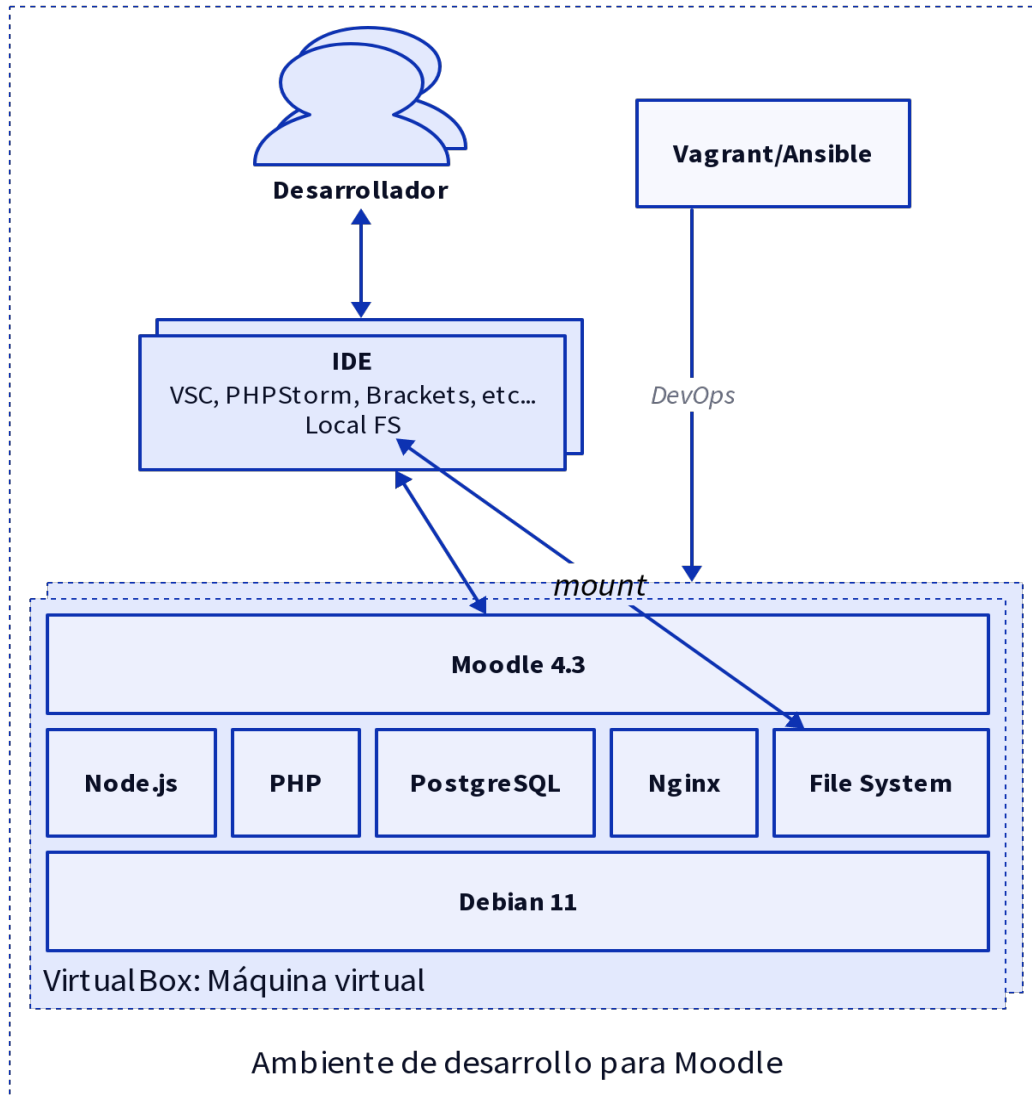 Desarrollador
Vagrant/Ansible
IDE
VSC, PHPStorm, Brackets, etc...
Local FS
DevOps
mount
Moodle 4.3
Node.js
PHP
PostgreSQL
Nginx
File System
Debian 11
VirtualBox: Máquina virtual
Ambiente de desarrollo para Moodle